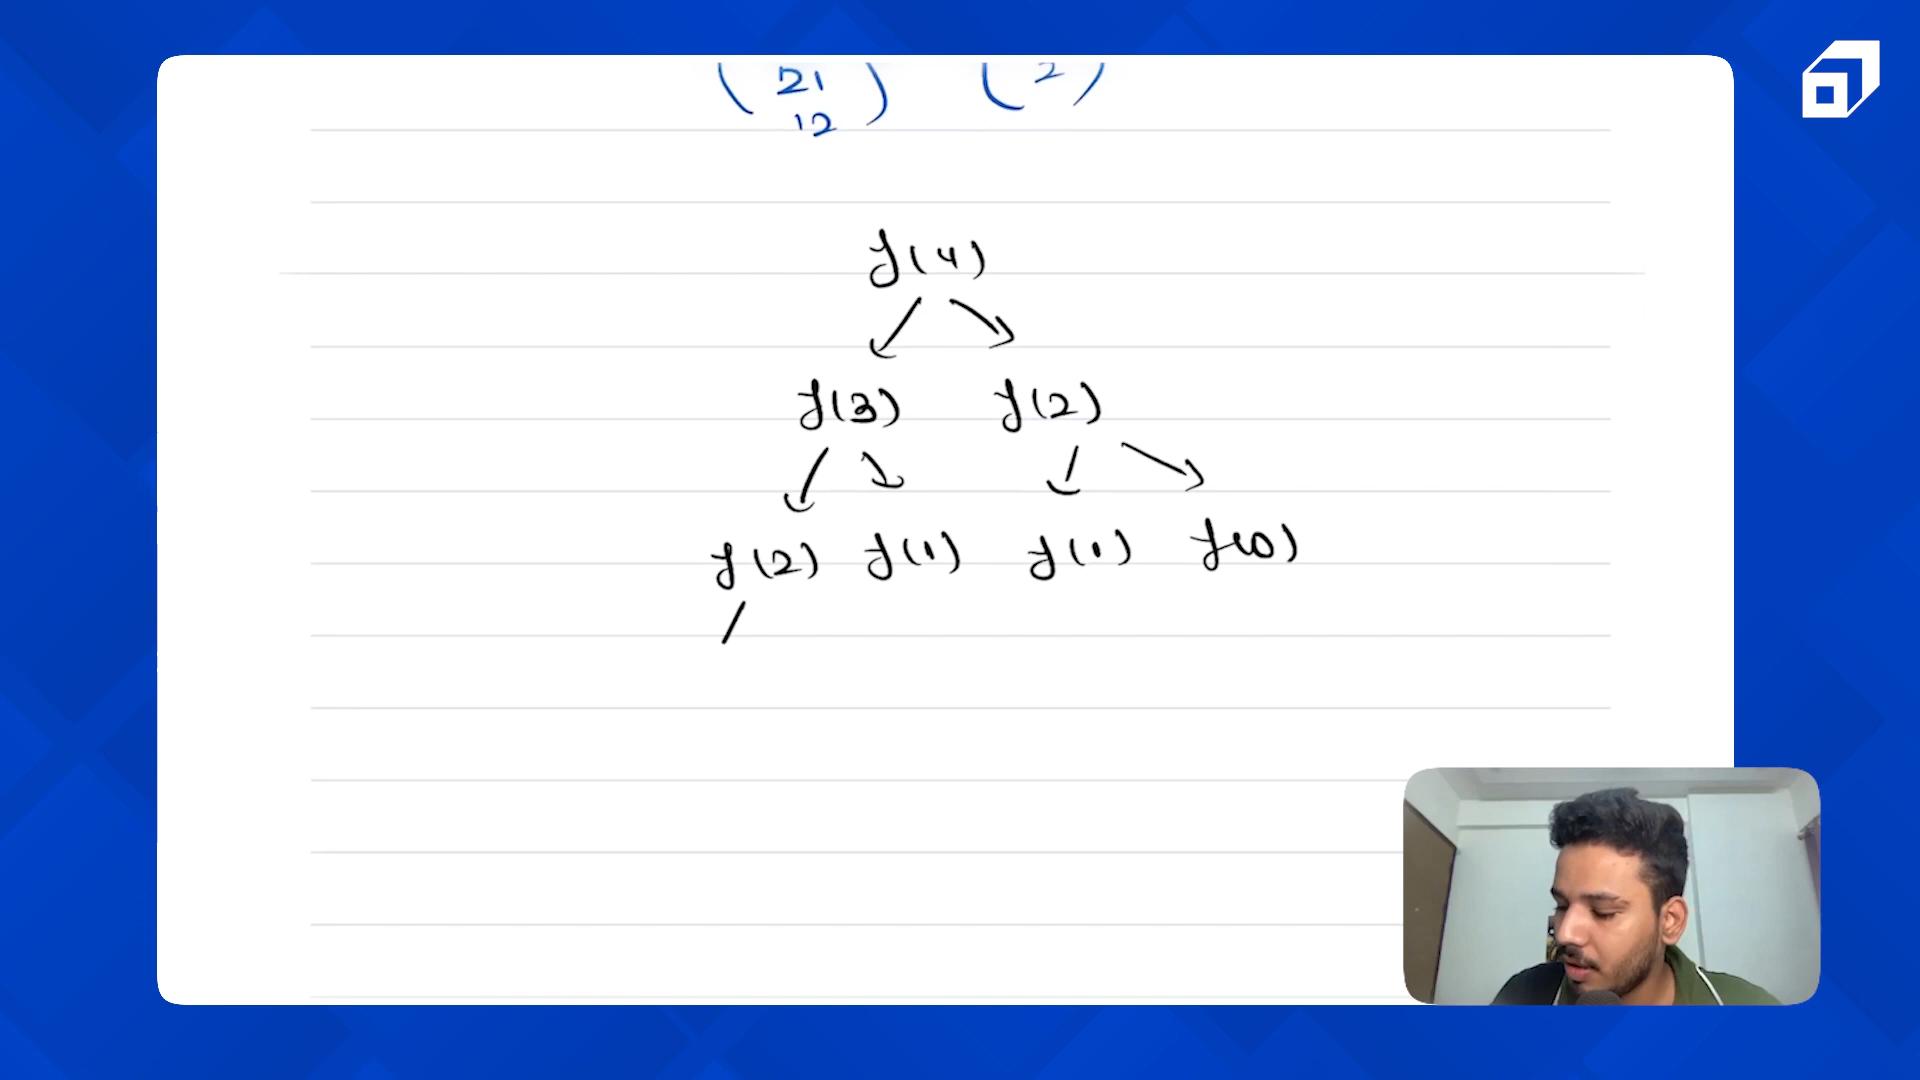 ( 21 ) ( 2 )
12
f(4)
f(3) f(2)
f(2) f(1) f(1) f(0)